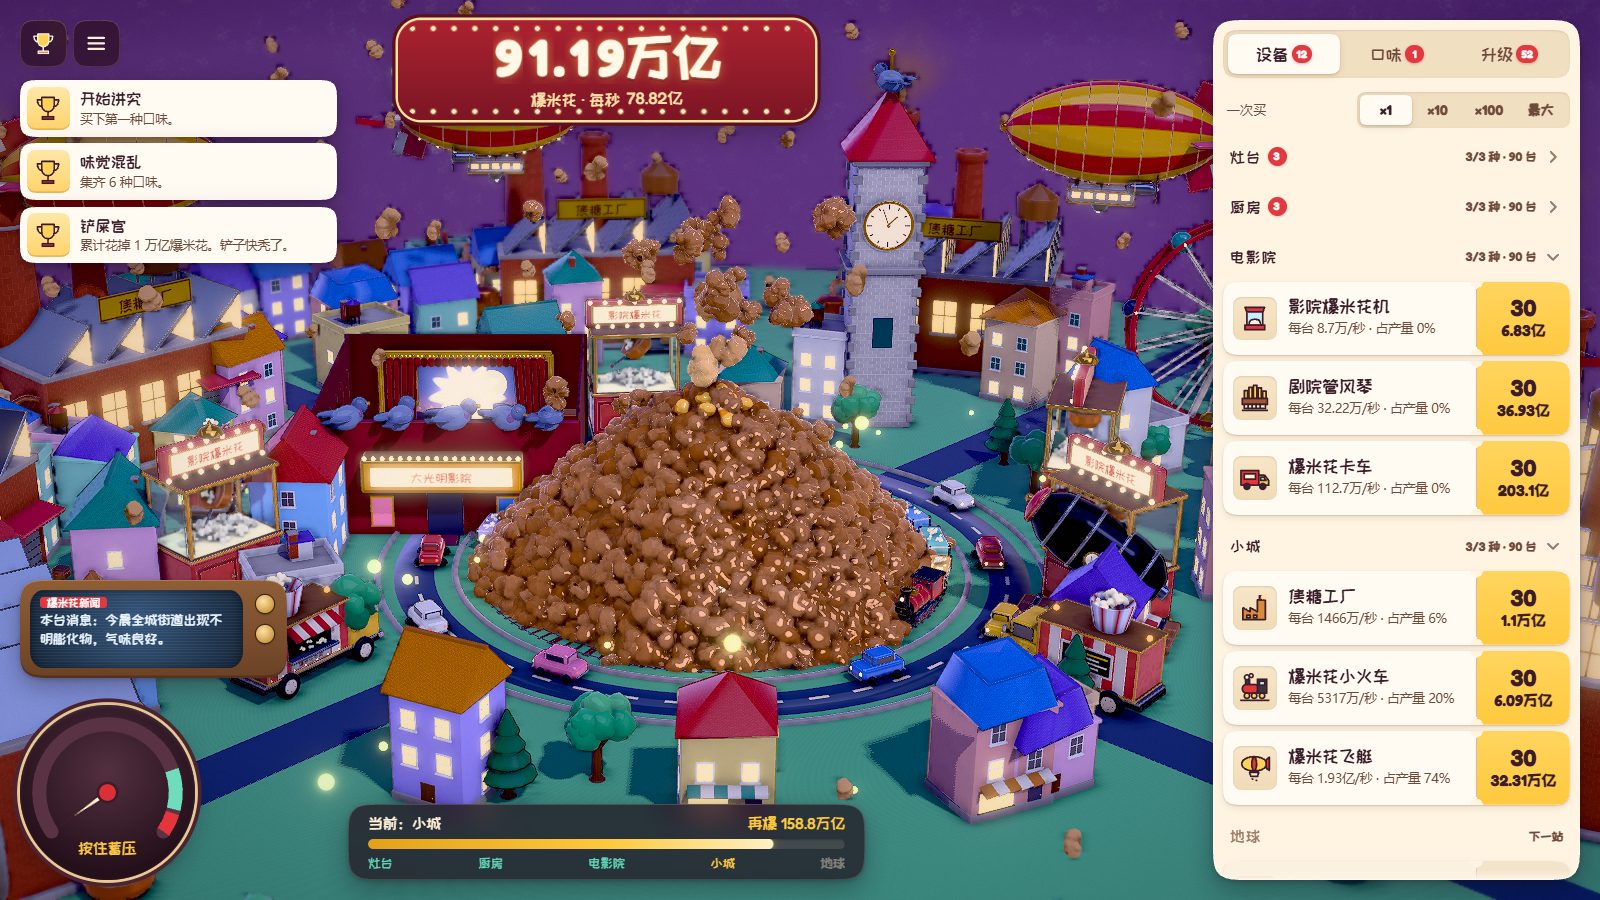 91.19万亿
爆米花 · 每秒 78.82亿
开始讲究
买下第一种口味。
味觉混乱
集齐 6 种口味。
铲屎官
累计花掉 1 万亿爆米花。铲子快秃了。
焦糖工厂
焦糖工厂
焦糖工厂
影院爆米花
影院爆米花
影院爆米花
大光明影院
爆米花新闻
本台消息：今晨全城街道出现不
明膨化物，气味良好。
按住蓄压
当前：小城
再爆 158.8万亿
灶台
厨房
电影院
小城
地球
设备 12
口味 1
升级 52
一次买
×1
×10
×100
最大
灶台 3
3/3 种 · 90 台
厨房 3
3/3 种 · 90 台
电影院
3/3 种 · 90 台
影院爆米花机
每台 8.7万/秒 · 占产量 0%
30
6.83亿
剧院管风琴
每台 32.22万/秒 · 占产量 0%
30
36.93亿
爆米花卡车
每台 112.7万/秒 · 占产量 0%
30
203.1亿
小城
3/3 种 · 90 台
焦糖工厂
每台 1466万/秒 · 占产量 6%
30
1.1万亿
爆米花小火车
每台 5317万/秒 · 占产量 20%
30
6.09万亿
爆米花飞艇
每台 1.93亿/秒 · 占产量 74%
30
32.31万亿
地球
下一站